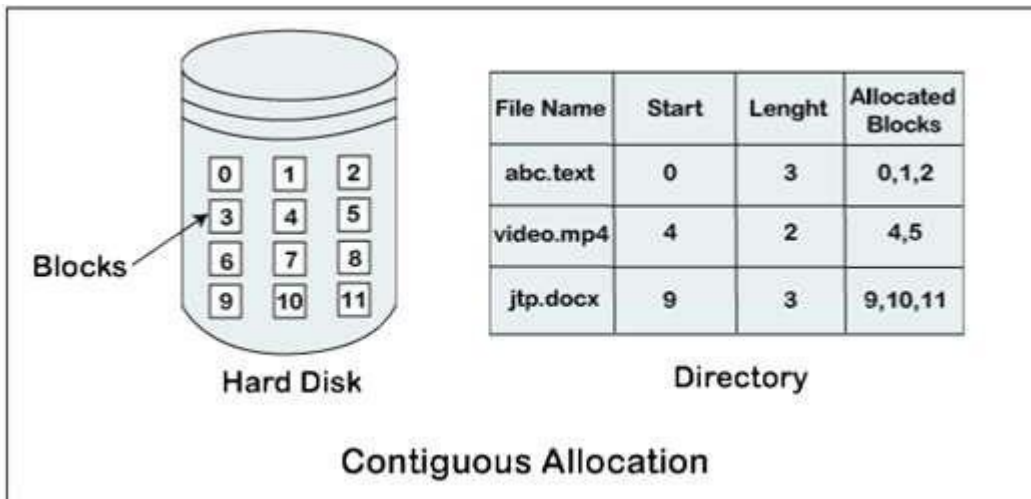 File Name Start Lenght Allocated Blocks
abc.text 0 3 0,1,2
video.mp4 4 2 4,5
jtp.docx 9 3 9,10,11
0 1 2
3 4 5
6 7 8
9 10 11
Blocks
Hard Disk
Directory
Contiguous Allocation